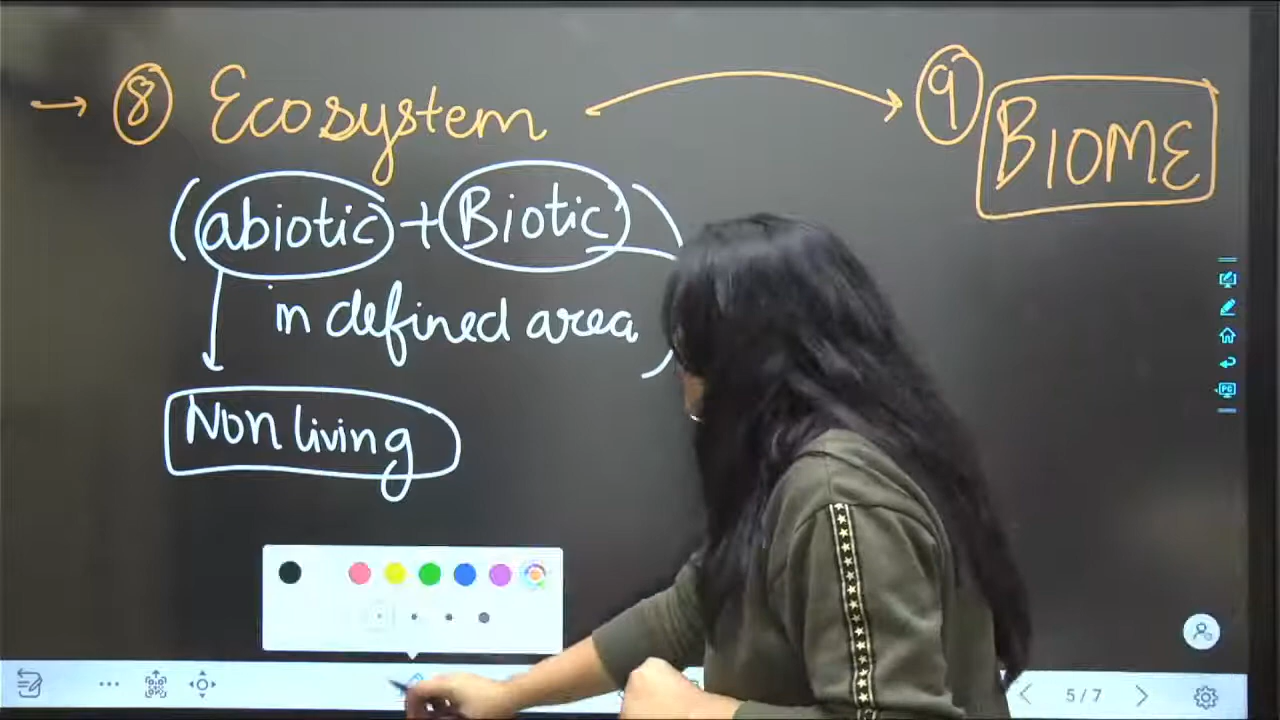 → 8 Ecosystem
9 BIOME
(abiotic + Biotic)
in defined area
Non living
5 / 7